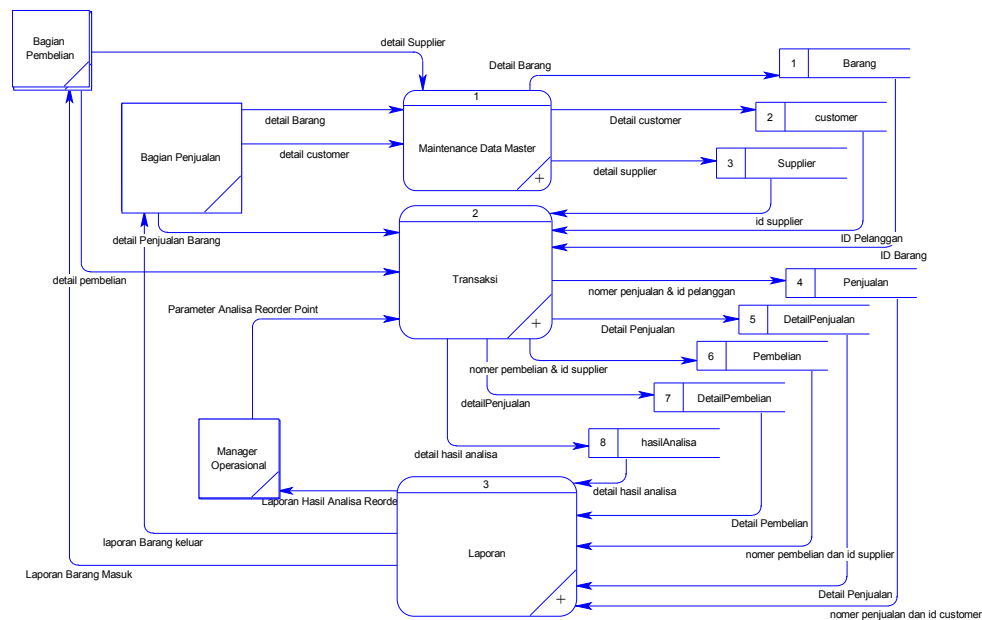 Bagian
Pembelian
detail Supplier
Detail Barang
1
Barang
1
Maintenance Data Master
+
detail Barang
detail customer
Bagian Penjualan
Detail customer
2
customer
3
Supplier
detail supplier
id supplier
ID Pelanggan
ID Barang
2
Transaksi
+
detail Penjualan Barang
detail pembelian
Parameter Analisa Reorder Point
nomer penjualan & id pelanggan
4
Penjualan
Detail Penjualan
5
DetailPenjualan
nomer pembelian & id supplier
6
Pembelian
detailPenjualan
7
DetailPembelian
detail hasil analisa
8
hasilAnalisa
Manager
Operasional
Laporan Hasil Analisa Reorde
3
Laporan
+
detail hasil analisa
Detail Pembelian
laporan Barang keluar
nomer pembelian dan id supplier
Laporan Barang Masuk
Detail Penjualan
nomer penjualan dan id customer